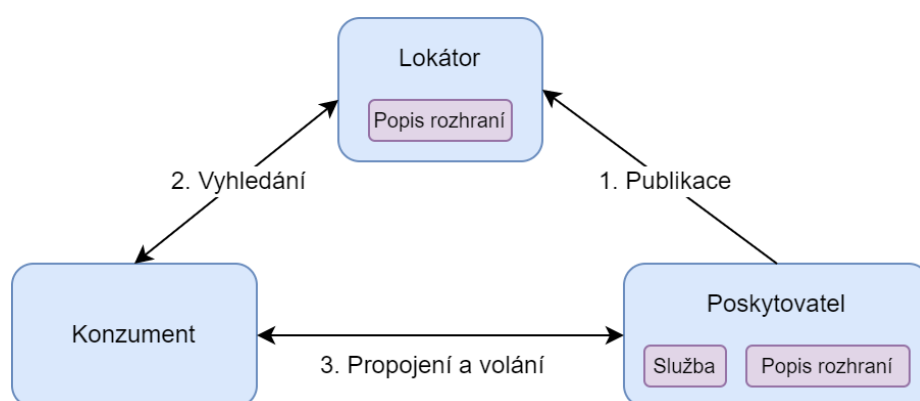 Lokátor
Popis rozhraní
2. Vyhledání
1. Publikace
Konzument
Poskytovatel
Služba
Popis rozhraní
3. Propojení a volání